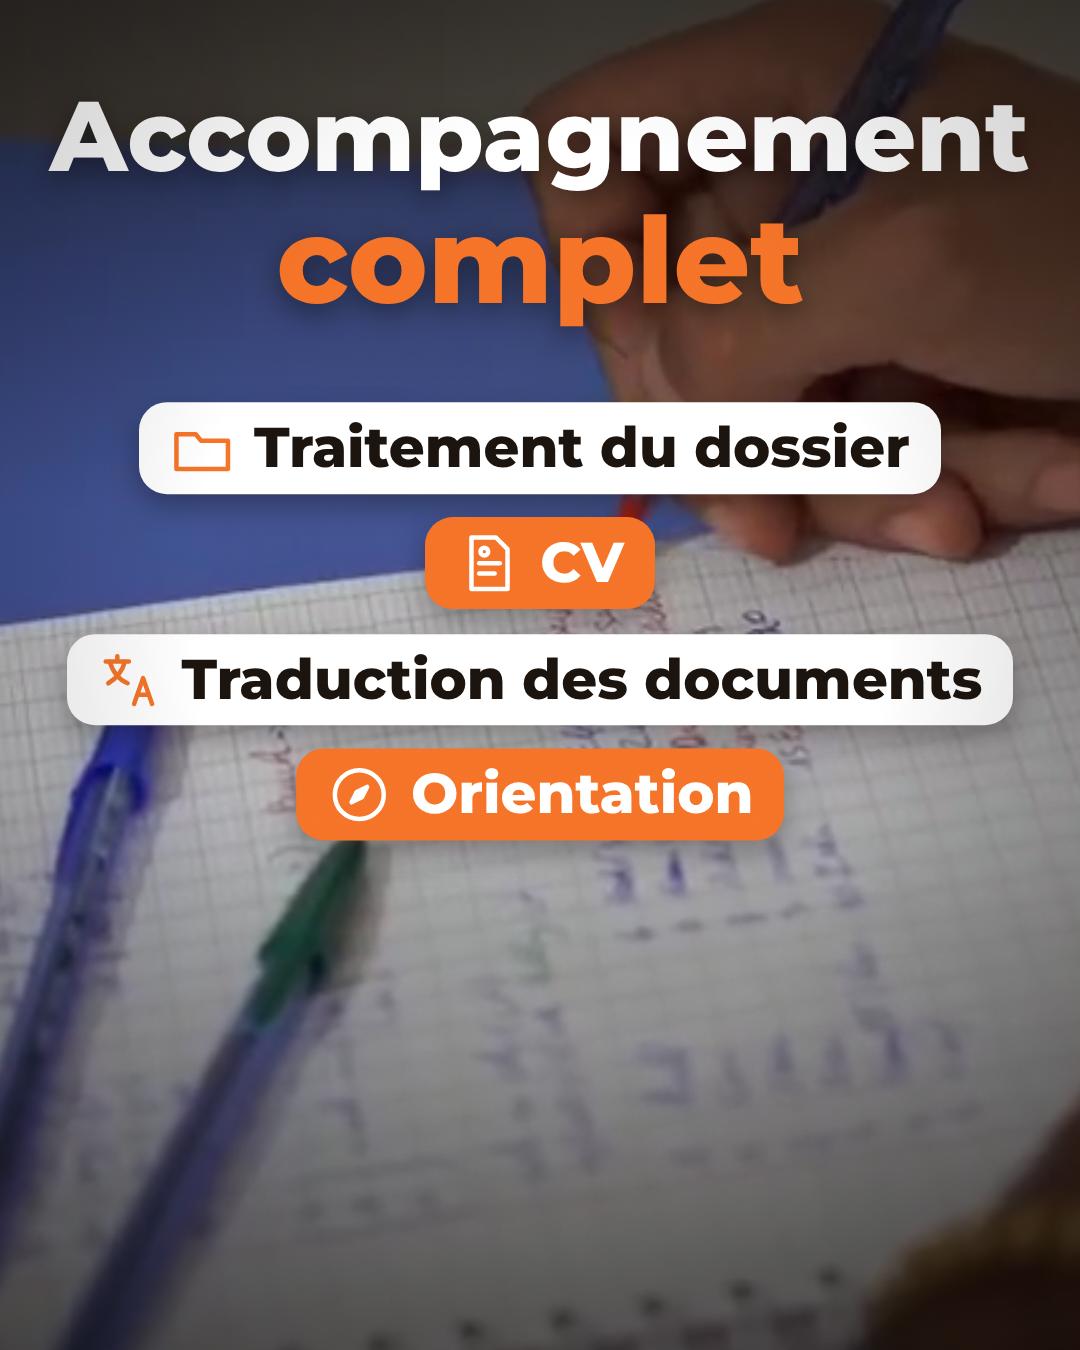 Accompagnement
complet
Traitement du dossier
CV
Traduction des documents
Orientation